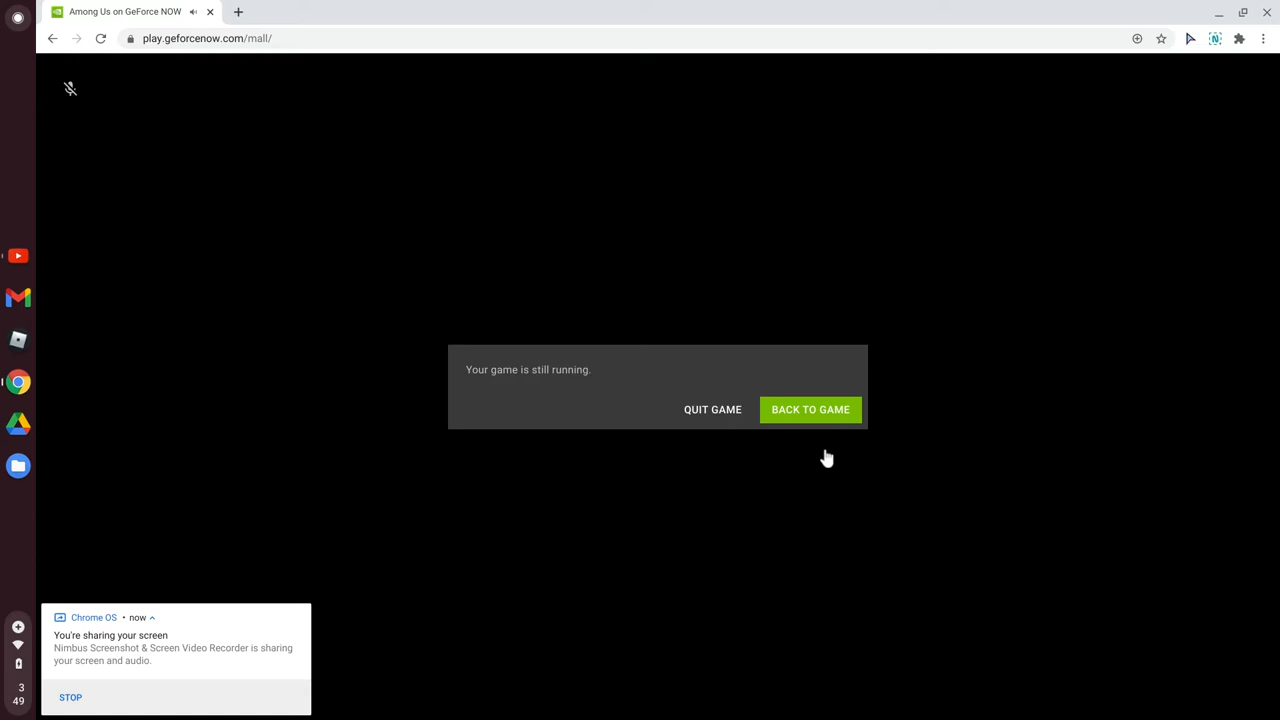 Among Us on GeForce NOW
play.geforcenow.com/mall/
N
Your game is still running.
QUIT GAME
BACK TO GAME
Chrome OS • now
You're sharing your screen
Nimbus Screenshot & Screen Video Recorder is sharing
your screen and audio.
STOP
3
49